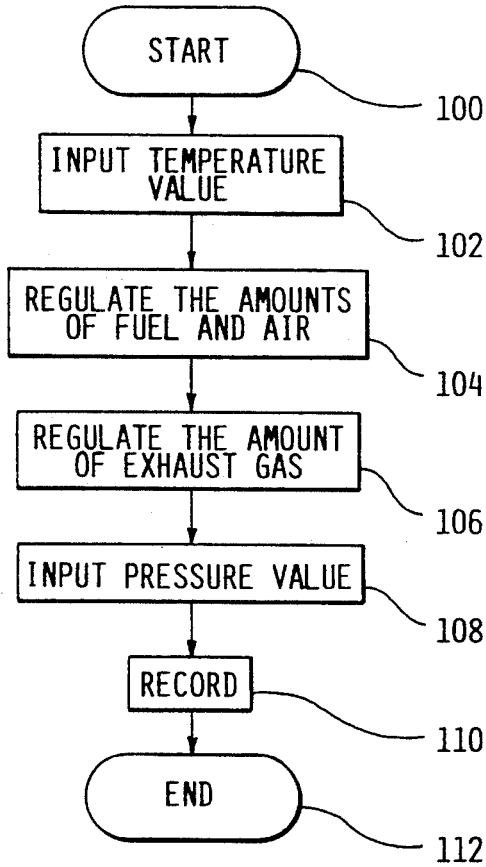 START
100
INPUT TEMPERATURE
VALUE
102
REGULATE THE AMOUNTS
OF FUEL AND AIR
104
REGULATE THE AMOUNT
OF EXHAUST GAS
106
INPUT PRESSURE VALUE
108
RECORD
110
END
112